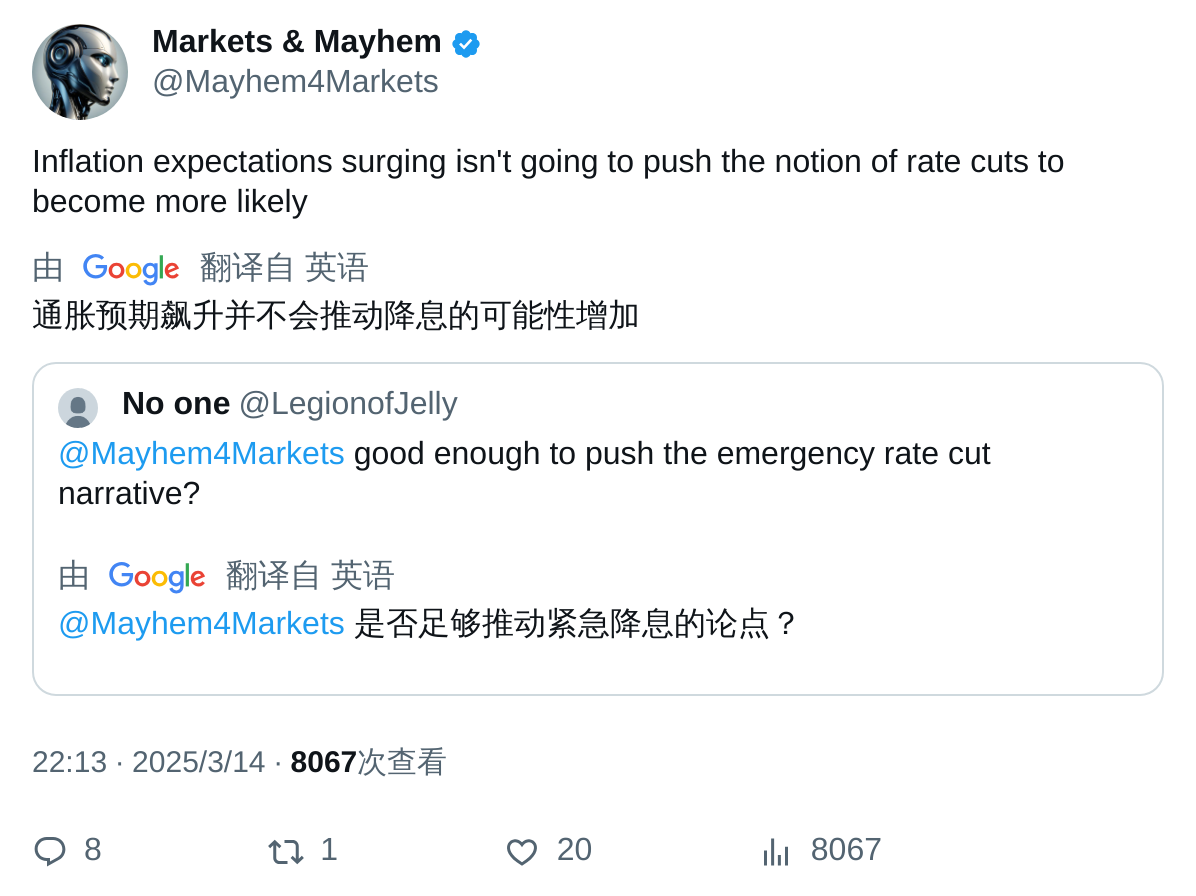 Markets & Mayhem
@Mayhem4Markets
Inflation expectations surging isn't going to push the notion of rate cuts to
become more likely
由 Google 翻译自 英语
通胀预期飙升并不会推动降息的可能性增加
No one @LegionofJelly
@Mayhem4Markets good enough to push the emergency rate cut
narrative?
由 Google 翻译自 英语
@Mayhem4Markets 是否足够推动紧急降息的论点？
22:13 · 2025/3/14 · 8067次查看
8 1 20 8067